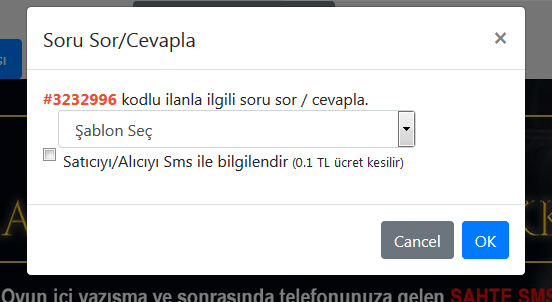 Soru Sor/Cevapla
×
#3232996 kodlu ilanla ilgili soru sor / cevapla.
Şablon Seç
Satıcıyı/Alıcıyı Sms ile bilgilendir (0.1 TL ücret kesilir)
Cancel OK
Oyun içi yazışma ve sonrasında telefonunuza gelen SAHTE SMS